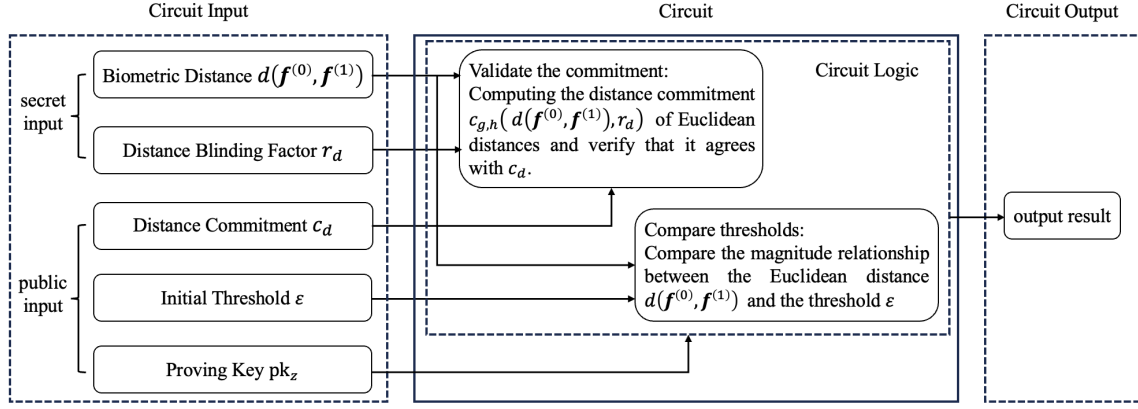 Circuit Input
Circuit
Circuit Output
secret
input
Biometric Distance d(f^(0), f^(1))
Distance Blinding Factor r_d
public
input
Distance Commitment c_d
Initial Threshold ε
Proving Key pk_z
Circuit Logic
Validate the commitment:
Computing the distance commitment
c_{g,h}( d(f^(0), f^(1)), r_d) of Euclidean
distances and verify that it agrees
with c_d.
Compare thresholds:
Compare the magnitude relationship
between the Euclidean distance
d(f^(0), f^(1)) and the threshold ε
output result